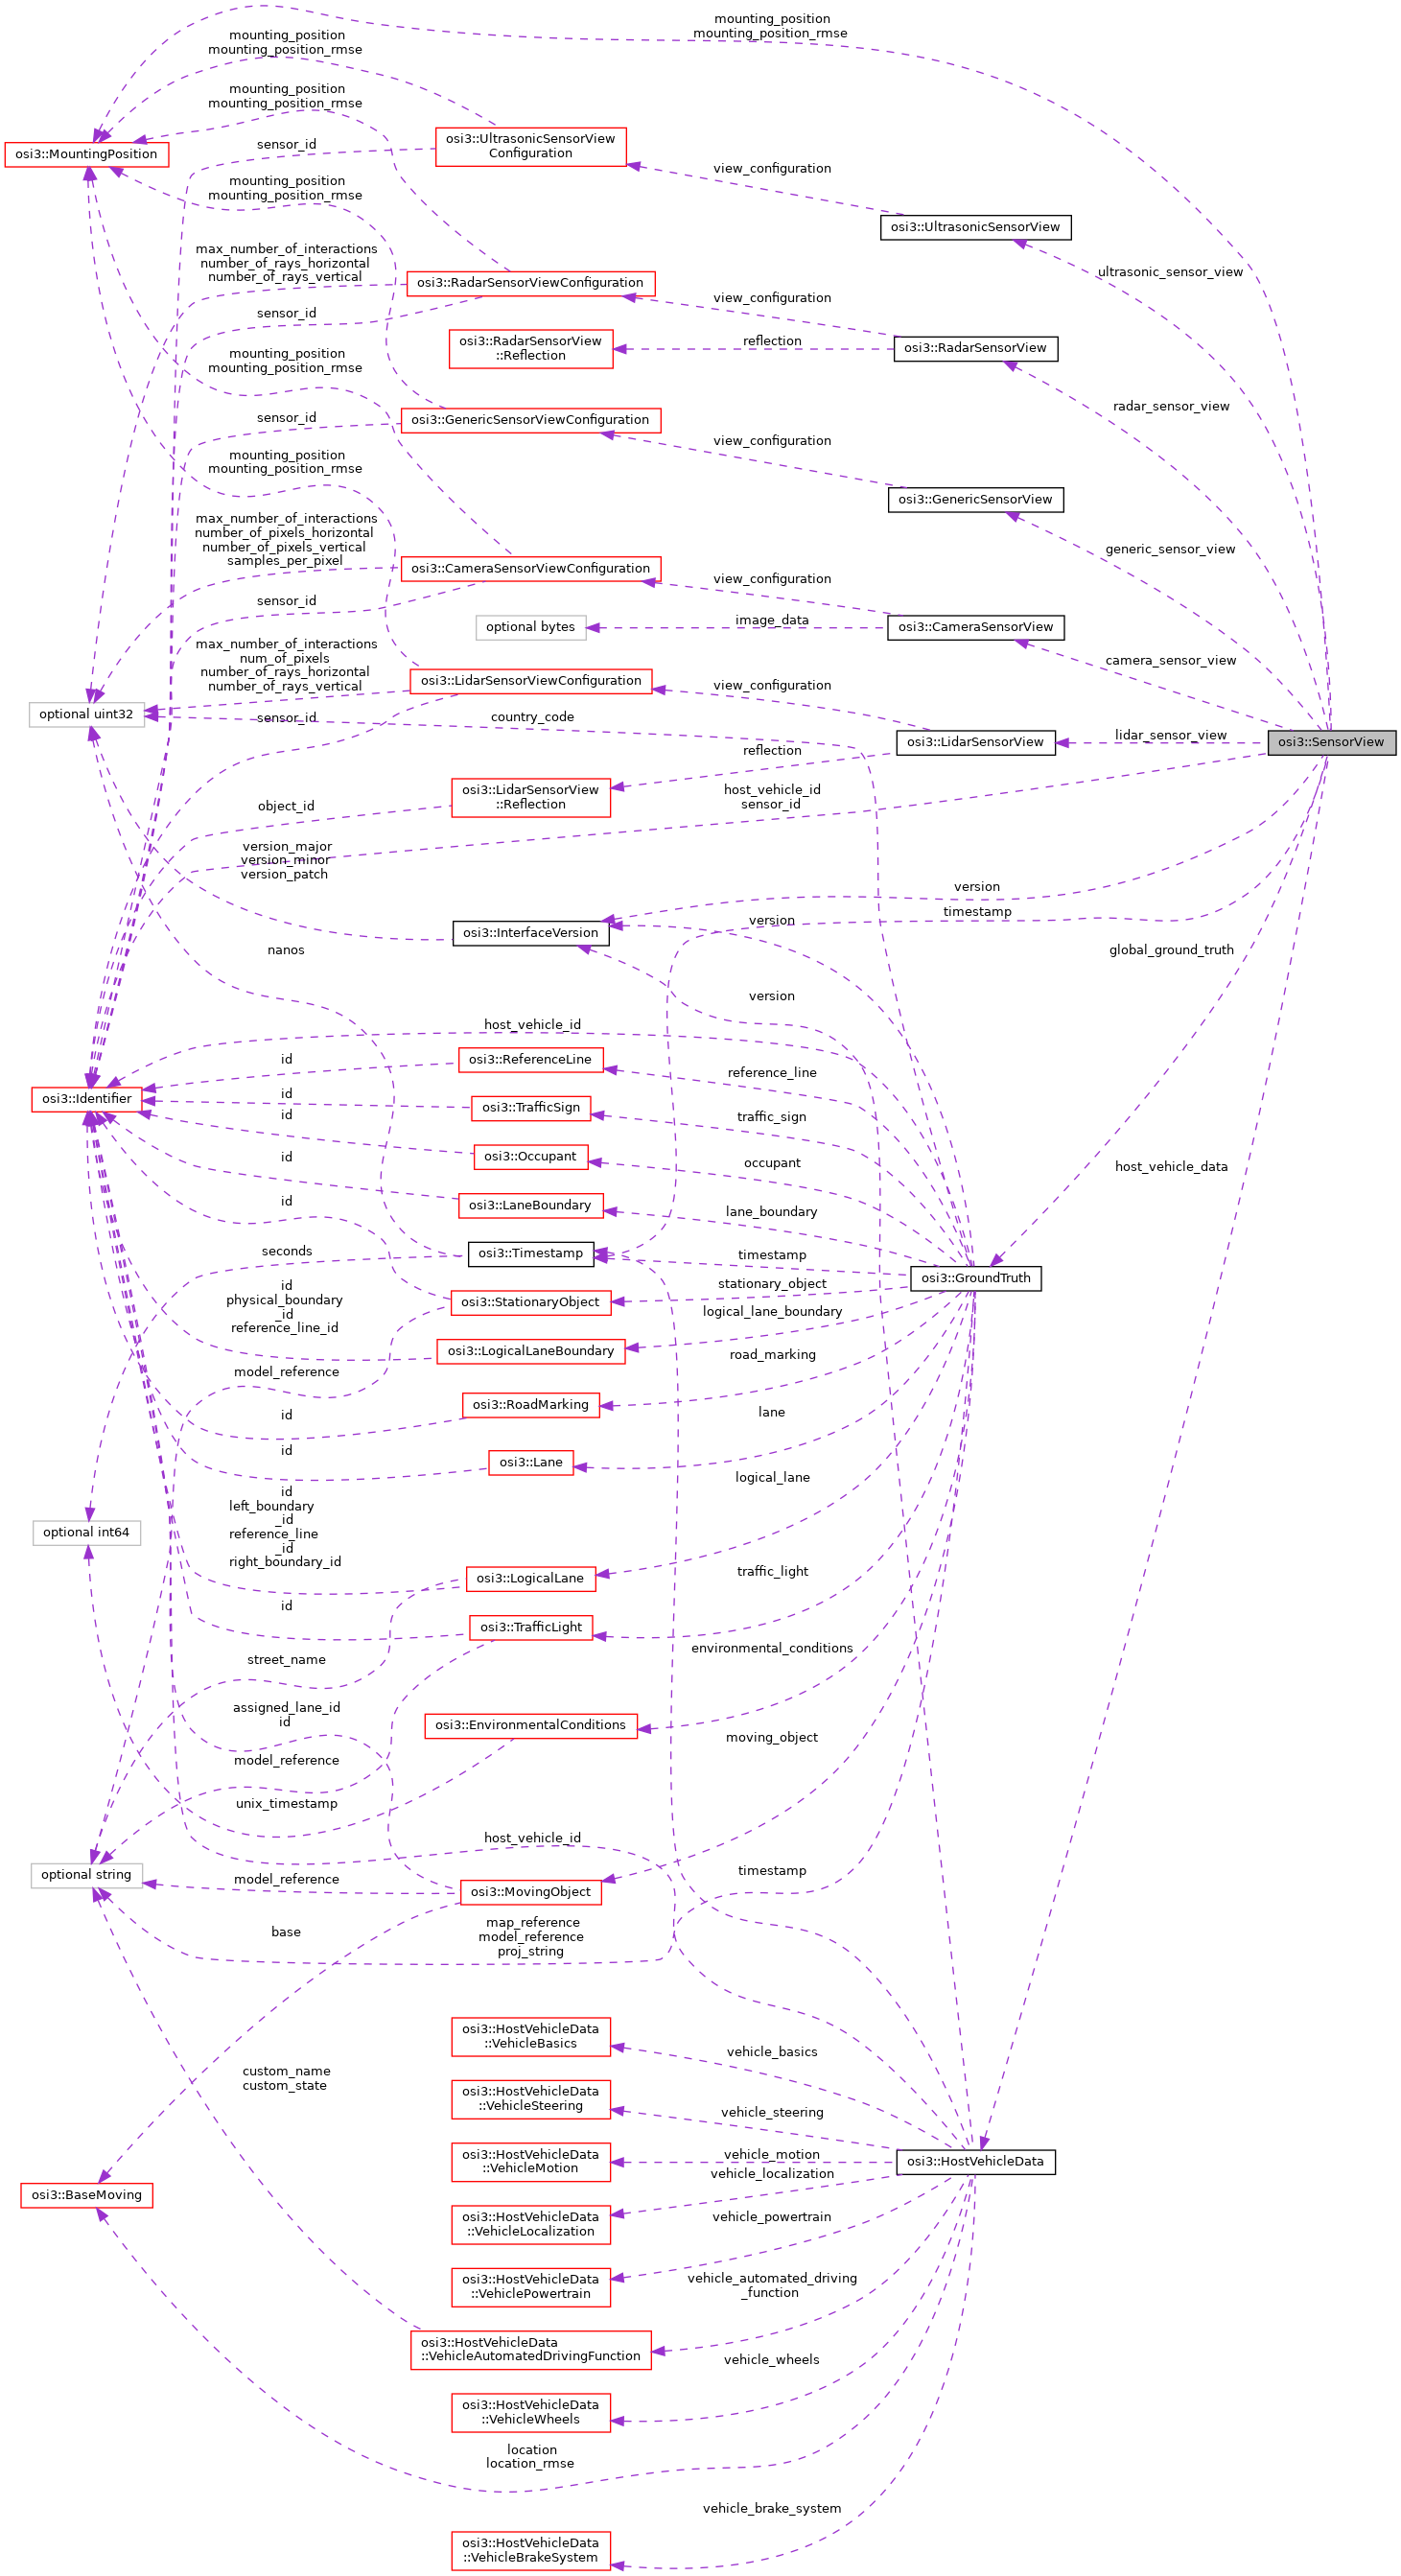 mounting_position
mounting_position_rmse
mounting_position
mounting_position_rmse
mounting_position
mounting_position_rmse
osi3::UltrasonicSensorView
Configuration
sensor_id
osi3::MountingPosition
view_configuration
mounting_position
mounting_position_rmse
osi3::UltrasonicSensorView
max_number_of_interactions
number_of_rays_horizontal
number_of_rays_vertical
ultrasonic_sensor_view
osi3::RadarSensorViewConfiguration
view_configuration
sensor_id
osi3::RadarSensorView
::Reflection
reflection
osi3::RadarSensorView
mounting_position
mounting_position_rmse
radar_sensor_view
sensor_id
osi3::GenericSensorViewConfiguration
view_configuration
mounting_position
mounting_position_rmse
osi3::GenericSensorView
max_number_of_interactions
number_of_pixels_horizontal
number_of_pixels_vertical
samples_per_pixel
generic_sensor_view
osi3::CameraSensorViewConfiguration
view_configuration
sensor_id
optional bytes
image_data
osi3::CameraSensorView
max_number_of_interactions
num_of_pixels
number_of_rays_horizontal
number_of_rays_vertical
camera_sensor_view
osi3::LidarSensorViewConfiguration
view_configuration
optional uint32
sensor_id
country_code
lidar_sensor_view
osi3::LidarSensorView
osi3::SensorView
reflection
osi3::LidarSensorView
::Reflection
host_vehicle_id
sensor_id
object_id
version_major
version_minor
version_patch
version
timestamp
version
osi3::InterfaceVersion
nanos
global_ground_truth
version
host_vehicle_id
id
osi3::ReferenceLine
reference_line
id
osi3::Identifier
osi3::TrafficSign
traffic_sign
id
id
osi3::Occupant
occupant
host_vehicle_data
id
osi3::LaneBoundary
lane_boundary
seconds
osi3::Timestamp
timestamp
osi3::GroundTruth
id
physical_boundary
_id
reference_line_id
osi3::StationaryObject
stationary_object
logical_lane_boundary
osi3::LogicalLaneBoundary
road_marking
model_reference
id
osi3::RoadMarking
lane
id
osi3::Lane
logical_lane
id
left_boundary
_id
reference_line
_id
right_boundary_id
optional int64
osi3::LogicalLane
traffic_light
id
osi3::TrafficLight
street_name
environmental_conditions
assigned_lane_id
id
osi3::EnvironmentalConditions
moving_object
model_reference
unix_timestamp
host_vehicle_id
optional string
model_reference
osi3::MovingObject
timestamp
base
map_reference
model_reference
proj_string
osi3::HostVehicleData
::VehicleBasics
vehicle_basics
custom_name
custom_state
osi3::HostVehicleData
::VehicleSteering
vehicle_steering
osi3::HostVehicleData
::VehicleMotion
vehicle_motion
osi3::HostVehicleData
vehicle_localization
osi3::BaseMoving
osi3::HostVehicleData
::VehicleLocalization
vehicle_powertrain
osi3::HostVehicleData
::VehiclePowertrain
vehicle_automated_driving
_function
osi3::HostVehicleData
::VehicleAutomatedDrivingFunction
vehicle_wheels
osi3::HostVehicleData
::VehicleWheels
location
location_rmse
vehicle_brake_system
osi3::HostVehicleData
::VehicleBrakeSystem